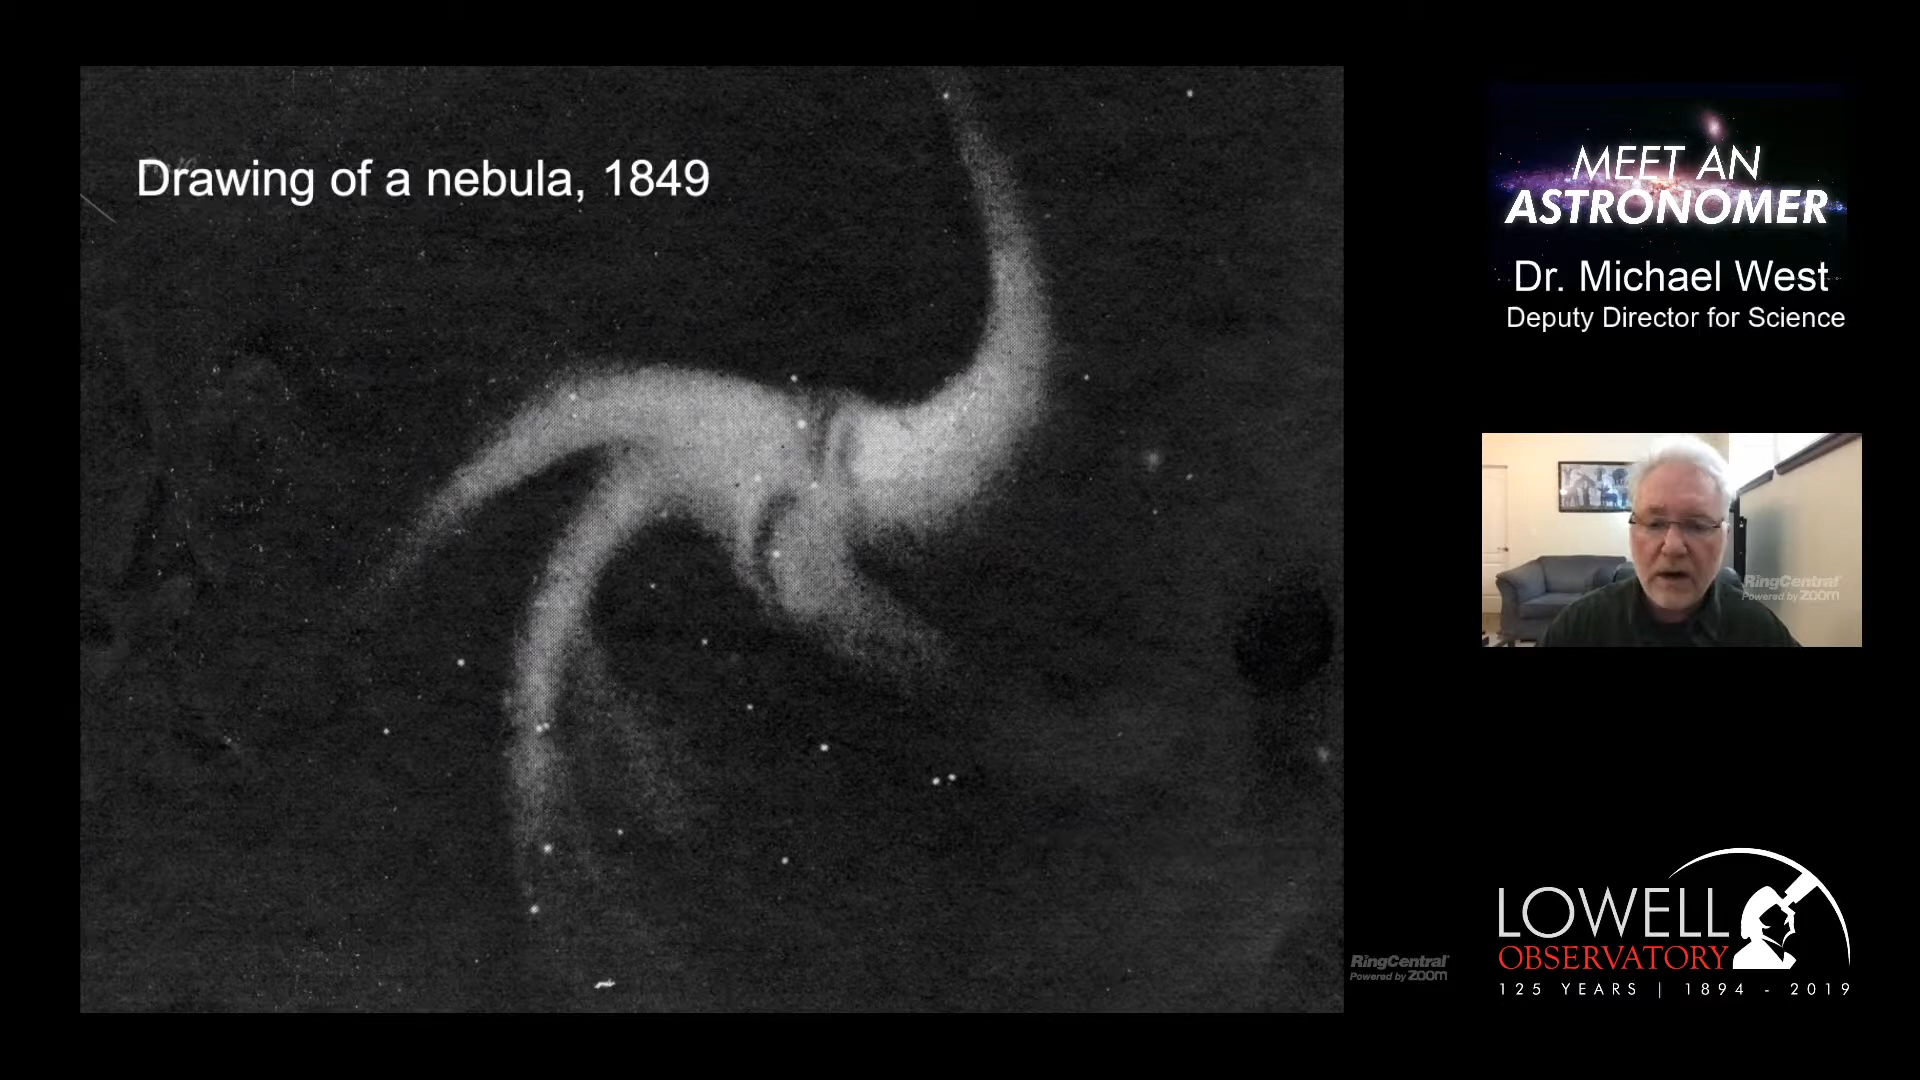 Drawing of a nebula, 1849
MEET AN
ASTRONOMER
Dr. Michael West
Deputy Director for Science
RingCentral
Powered by zoom
RingCentral
Powered by zoom
LOWELL
OBSERVATORY
125 YEARS | 1894 - 2019